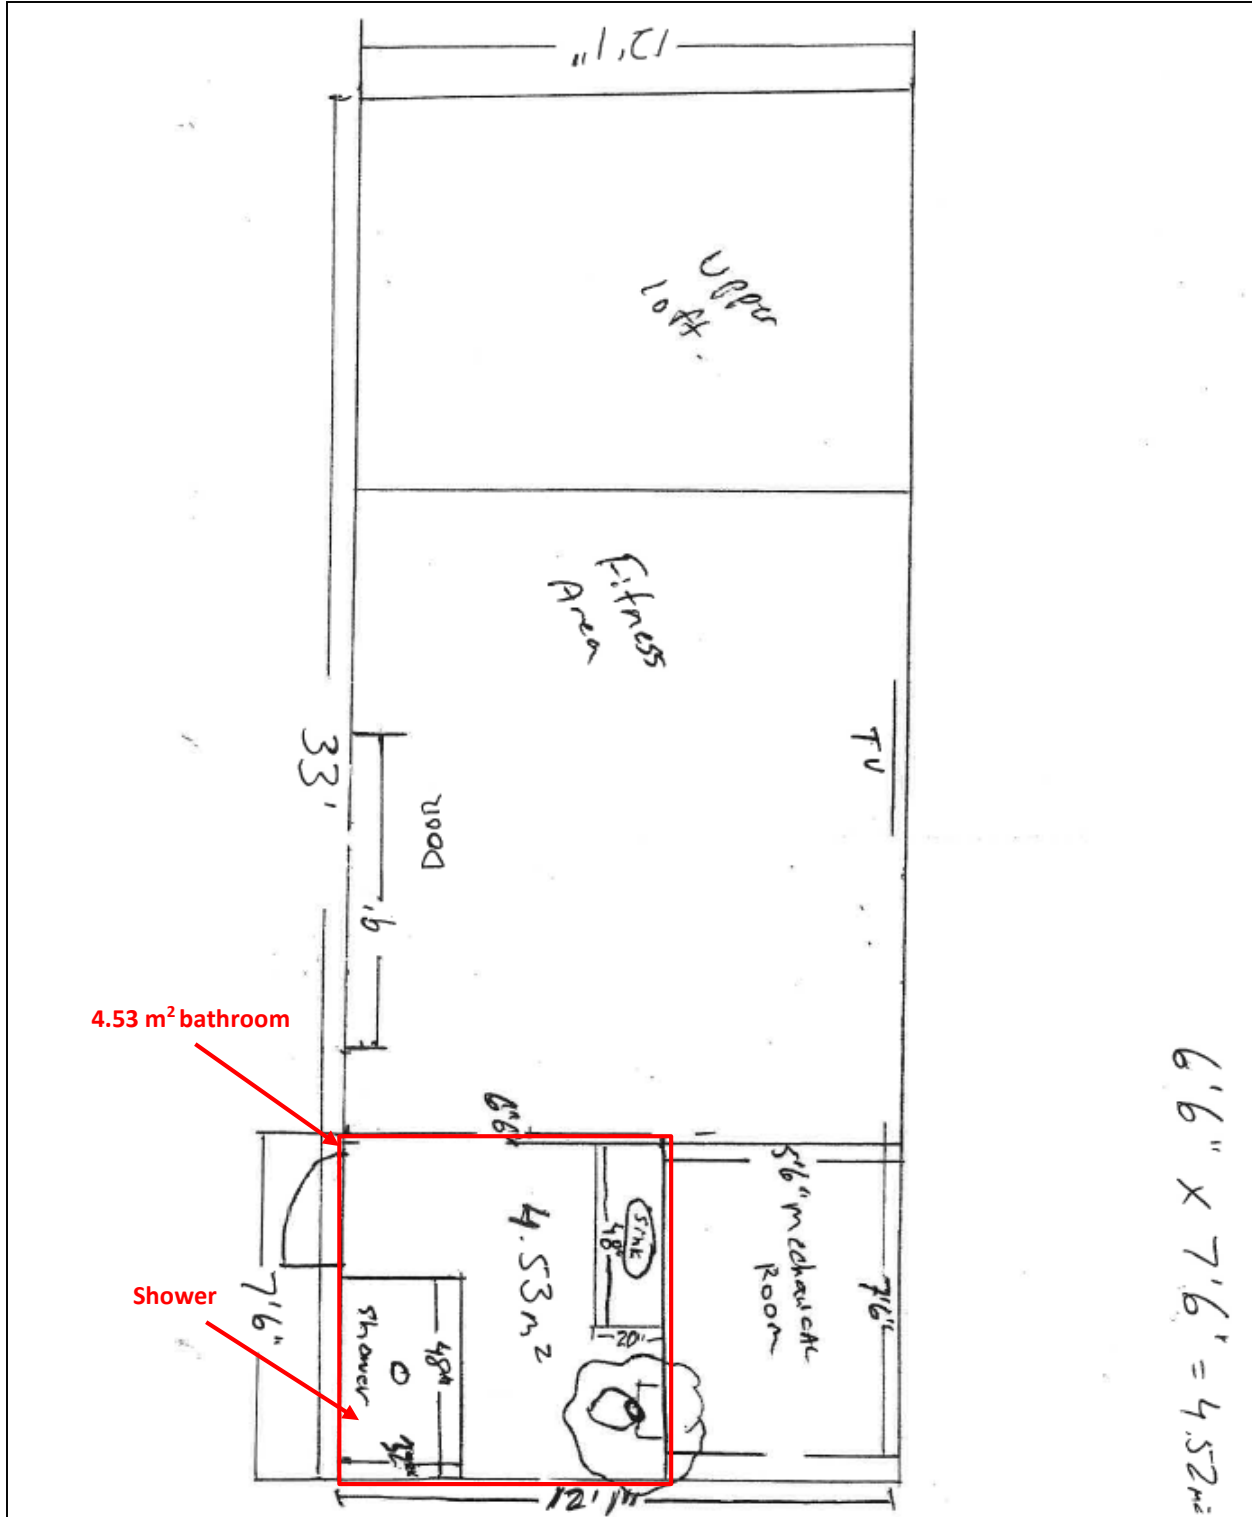 12'1"
Upper
loft.
Fitness
Area
TV
33'
DOOR
9'
4.53 m² bathroom
6'6"
5'6" mechanical
Room
7'6"
sink
48"
20"
4.53m²
7'6"
Shower
shower
48"
12'1"
6'6" x 7'6" = 4.52m²